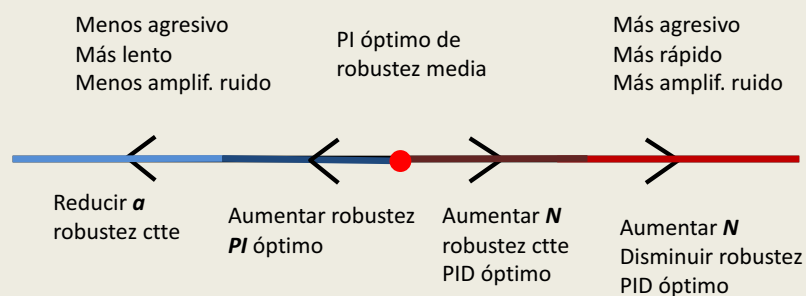 Menos agresivo
Más lento
Menos amplif. ruido
PI óptimo de
robustez media
Más agresivo
Más rápido
Más amplif. ruido
Reducir a
robustez ctte
Aumentar robustez
PI óptimo
Aumentar N
robustez ctte
PID óptimo
Aumentar N
Disminuir robustez
PID óptimo